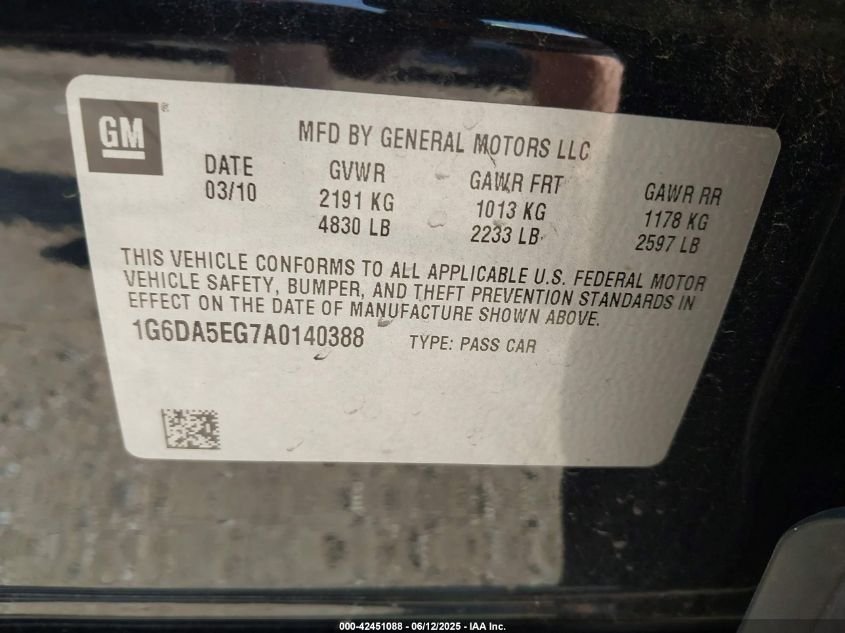 GM ®
MFD BY GENERAL MOTORS LLC
DATE GVWR GAWR FRT GAWR RR
03/10 2191 KG 1013 KG 1178 KG
4830 LB 2233 LB 2597 LB
THIS VEHICLE CONFORMS TO ALL APPLICABLE U.S. FEDERAL MOTOR
VEHICLE SAFETY, BUMPER, AND THEFT PREVENTION STANDARDS IN
EFFECT ON THE DATE OF MANUFACTURE SHOWN ABOVE.
1G6DA5EG7A0140388 TYPE: PASS CAR
000-42451088 - 06/12/2025 - IAA Inc.